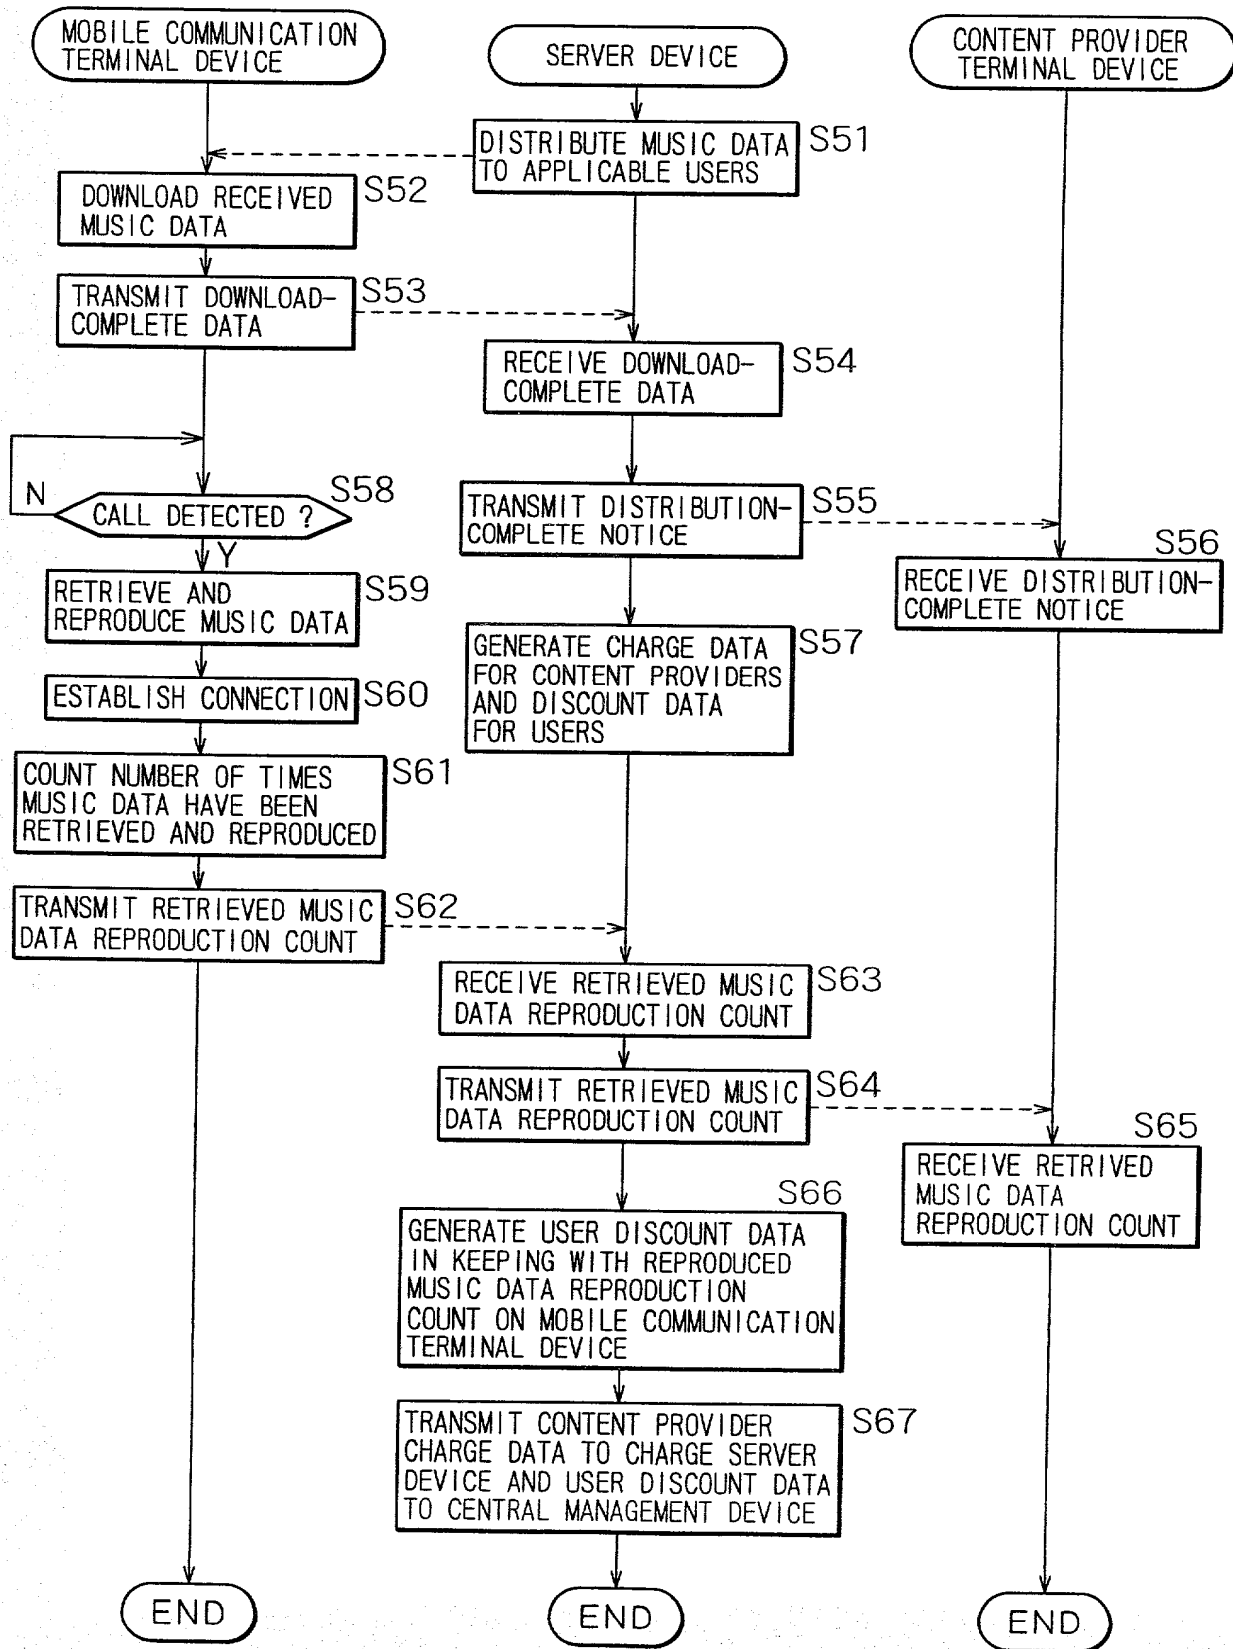 MOBILE COMMUNICATION
TERMINAL DEVICE
SERVER DEVICE
CONTENT PROVIDER
TERMINAL DEVICE
DISTRIBUTE MUSIC DATA
TO APPLICABLE USERS
S51
DOWNLOAD RECEIVED
MUSIC DATA
S52
TRANSMIT DOWNLOAD-
COMPLETE DATA
S53
RECEIVE DOWNLOAD-
COMPLETE DATA
S54
TRANSMIT DISTRIBUTION-
COMPLETE NOTICE
S55
S56
RECEIVE DISTRIBUTION-
COMPLETE NOTICE
GENERATE CHARGE DATA
FOR CONTENT PROVIDERS
AND DISCOUNT DATA
FOR USERS
S57
N
CALL DETECTED ?
S58
Y
RETRIEVE AND
REPRODUCE MUSIC DATA
S59
ESTABLISH CONNECTION
S60
COUNT NUMBER OF TIMES
MUSIC DATA HAVE BEEN
RETRIEVED AND REPRODUCED
S61
TRANSMIT RETRIEVED MUSIC
DATA REPRODUCTION COUNT
S62
RECEIVE RETRIEVED MUSIC
DATA REPRODUCTION COUNT
S63
TRANSMIT RETRIEVED MUSIC
DATA REPRODUCTION COUNT
S64
S65
RECEIVE RETRIVED
MUSIC DATA
REPRODUCTION COUNT
S66
GENERATE USER DISCOUNT DATA
IN KEEPING WITH REPRODUCED
MUSIC DATA REPRODUCTION
COUNT ON MOBILE COMMUNICATION
TERMINAL DEVICE
TRANSMIT CONTENT PROVIDER
CHARGE DATA TO CHARGE SERVER
DEVICE AND USER DISCOUNT DATA
TO CENTRAL MANAGEMENT DEVICE
S67
END
END
END